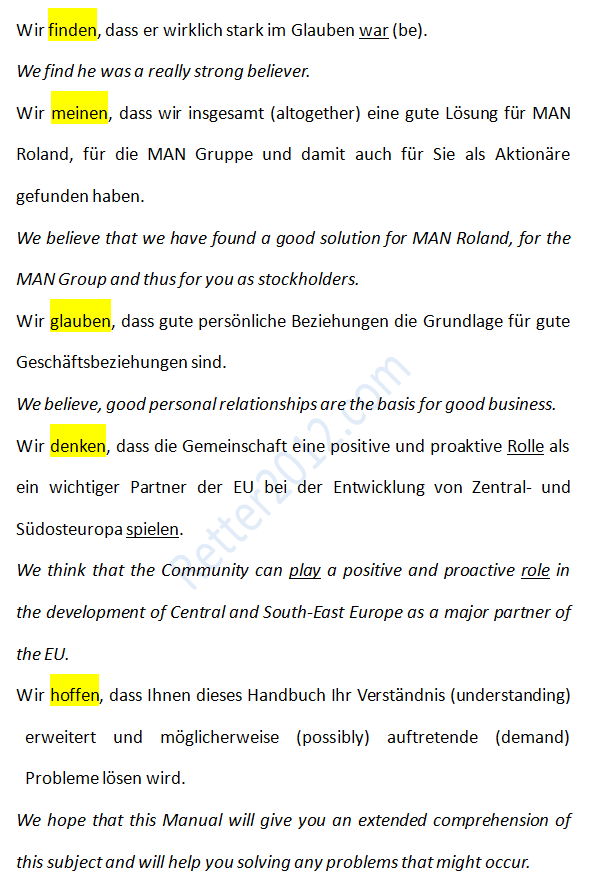 Wir finden, dass er wirklich stark im Glauben war (be).
We find he was a really strong believer.
Wir meinen, dass wir insgesamt (altogether) eine gute Lösung für MAN
Roland, für die MAN Gruppe und damit auch für Sie als Aktionäre
gefunden haben.
We believe that we have found a good solution for MAN Roland, for the
MAN Group and thus for you as stockholders.
Wir glauben, dass gute persönliche Beziehungen die Grundlage für gute
Geschäftsbeziehungen sind.
We believe, good personal relationships are the basis for good business.
Wir denken, dass die Gemeinschaft eine positive und proaktive Rolle als
ein wichtiger Partner der EU bei der Entwicklung von Zentral- und
Südosteuropa spielen.
We think that the Community can play a positive and proactive role in
the development of Central and South-East Europe as a major partner of
the EU.
Wir hoffen, dass Ihnen dieses Handbuch Ihr Verständnis (understanding)
erweitert und möglicherweise (possibly) auftretende (demand)
Probleme lösen wird.
We hope that this Manual will give you an extended comprehension of
this subject and will help you solving any problems that might occur.
Retter2012.com